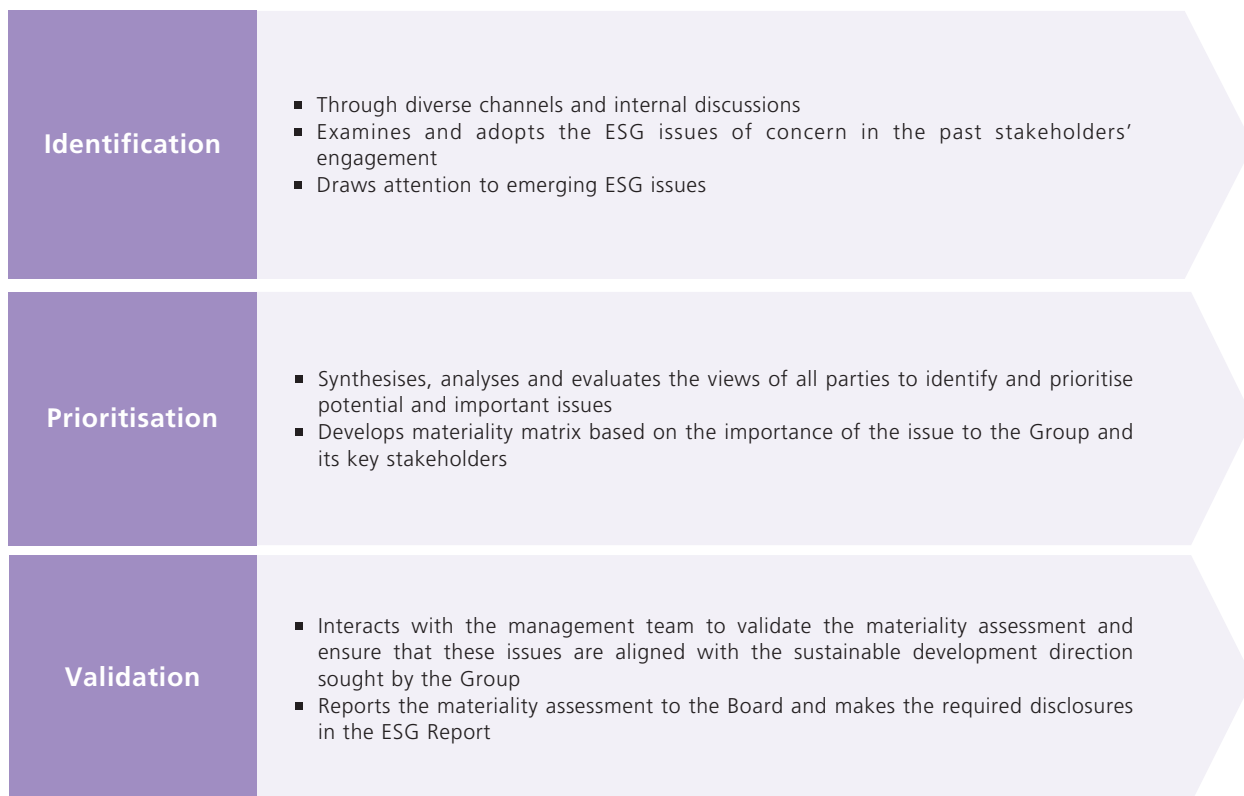 Identification
▪ Through diverse channels and internal discussions
▪ Examines and adopts the ESG issues of concern in the past stakeholders’
engagement
▪ Draws attention to emerging ESG issues
Prioritisation
▪ Synthesises, analyses and evaluates the views of all parties to identify and prioritise
potential and important issues
▪ Develops materiality matrix based on the importance of the issue to the Group and
its key stakeholders
Validation
▪ Interacts with the management team to validate the materiality assessment and
ensure that these issues are aligned with the sustainable development direction
sought by the Group
▪ Reports the materiality assessment to the Board and makes the required disclosures
in the ESG Report